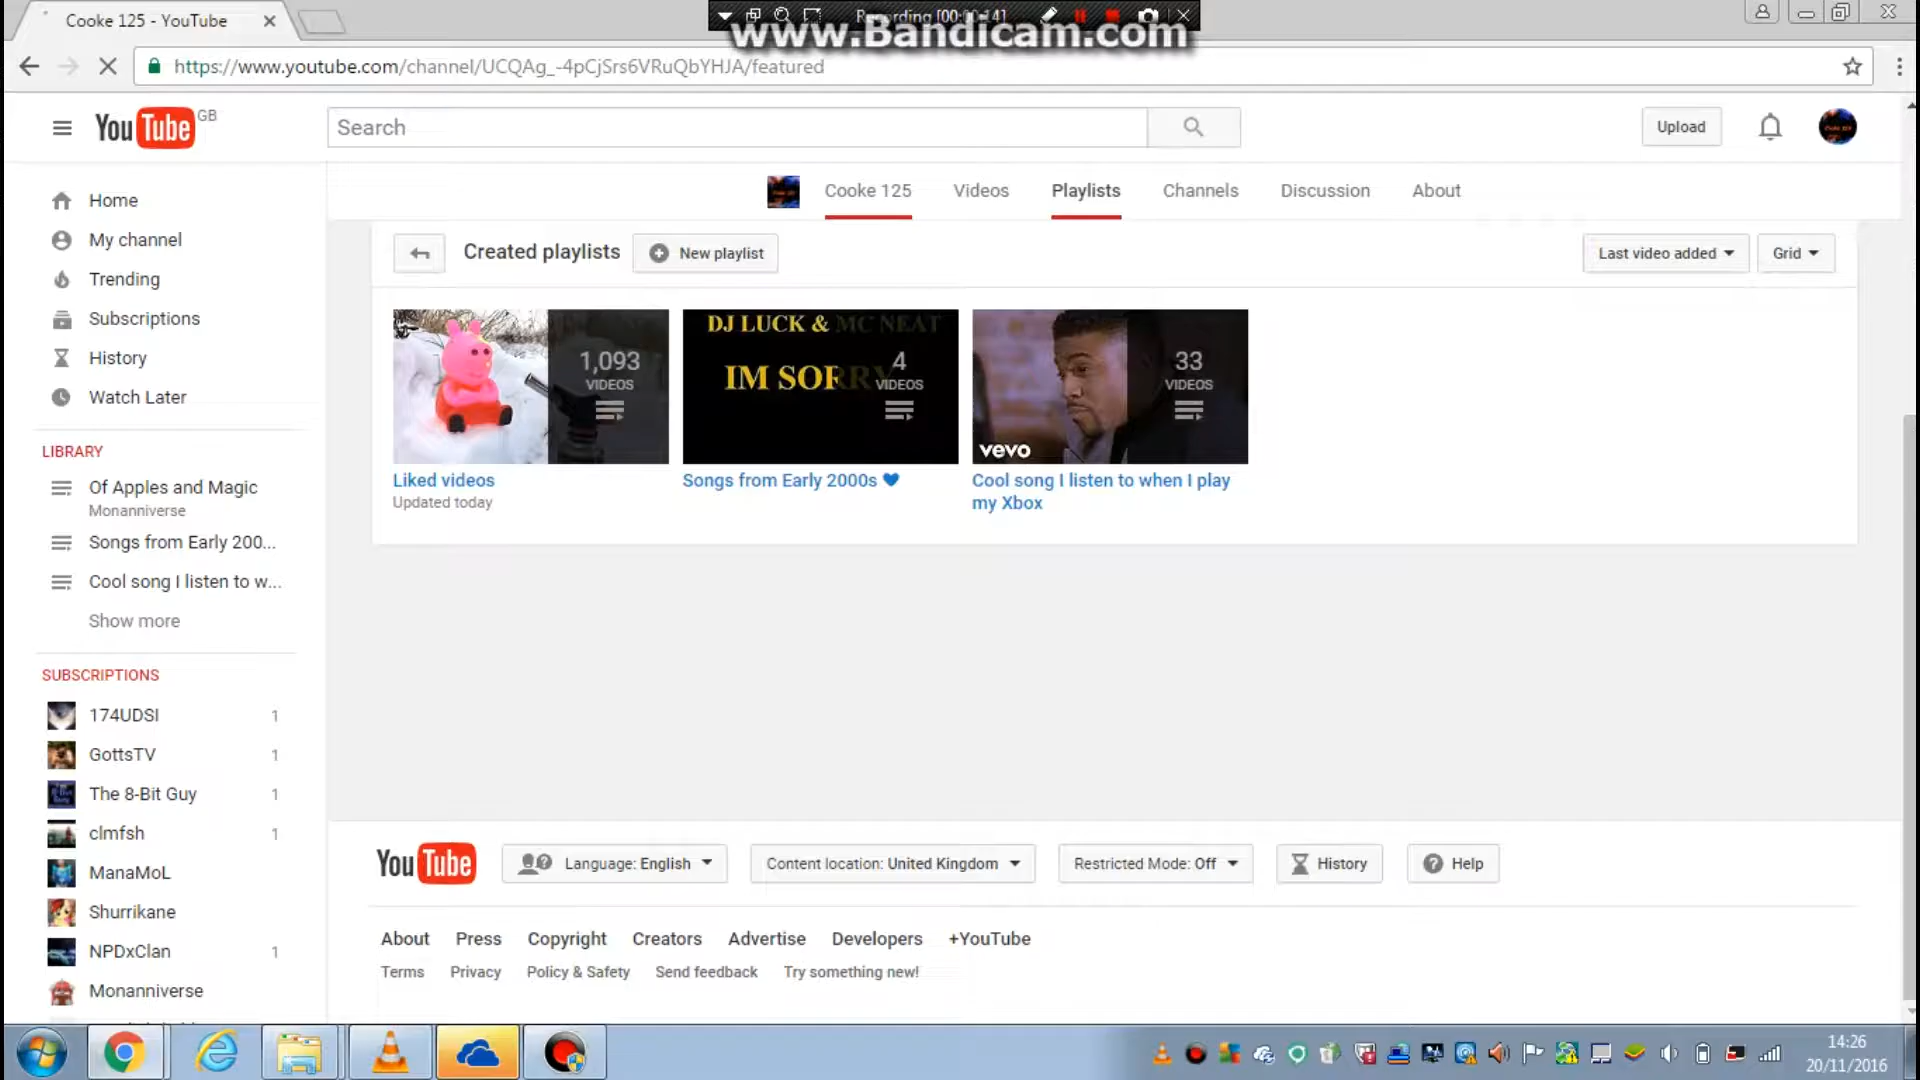 Cooke 125 - YouTube
Recording [00:00:14]
www.Bandicam.com
https://www.youtube.com/channel/UCQAg_-4pCjSrs6VRuQbYHJA/featured
YouTube GB
Search
Upload
Cooke 125
Videos
Playlists
Channels
Discussion
About
Home
My channel
Trending
Subscriptions
History
Watch Later
LIBRARY
Of Apples and Magic
Monanniverse
Songs from Early 200...
Cool song I listen to w...
Show more
SUBSCRIPTIONS
174UDSI 1
GottsTV 1
The 8-Bit Guy 1
clmfsh 1
ManaMoL
Shurrikane
NPDxClan 1
Monanniverse
Created playlists
New playlist
Last video added
Grid
1,093
VIDEOS
Liked videos
Updated today
DJ LUCK & MC NEAT
IM SORRY
4
VIDEOS
Songs from Early 2000s
33
VIDEOS
vevo
Cool song I listen to when I play
my Xbox
YouTube
Language: English
Content location: United Kingdom
Restricted Mode: Off
History
Help
About Press Copyright Creators Advertise Developers +YouTube
Terms Privacy Policy & Safety Send feedback Try something new!
14:26
20/11/2016